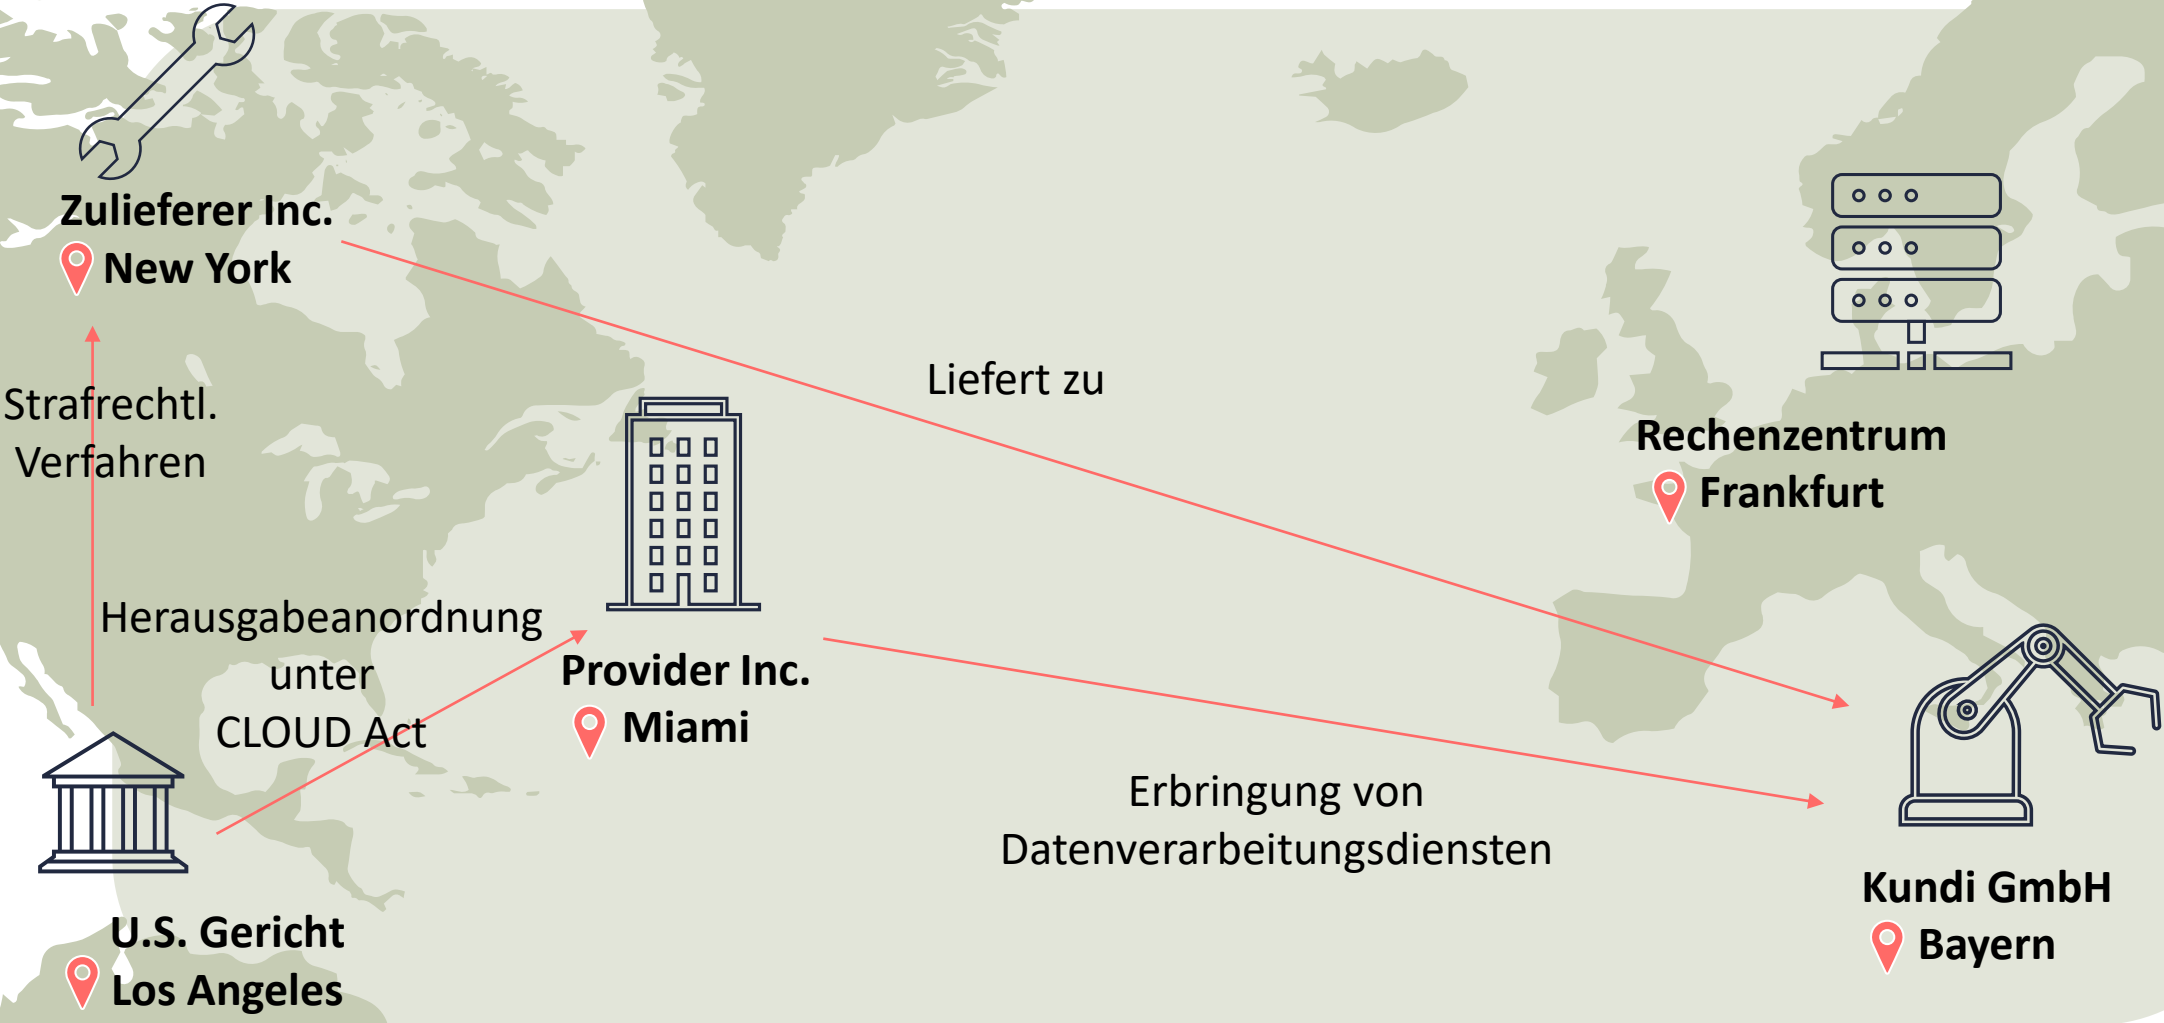 Zulieferer Inc.
New York
Strafrechtl.
Verfahren
Liefert zu
Rechenzentrum
Frankfurt
Herausgabeanordnung
unter
CLOUD Act
Provider Inc.
Miami
Erbringung von
Datenverarbeitungsdiensten
Kundi GmbH
Bayern
U.S. Gericht
Los Angeles